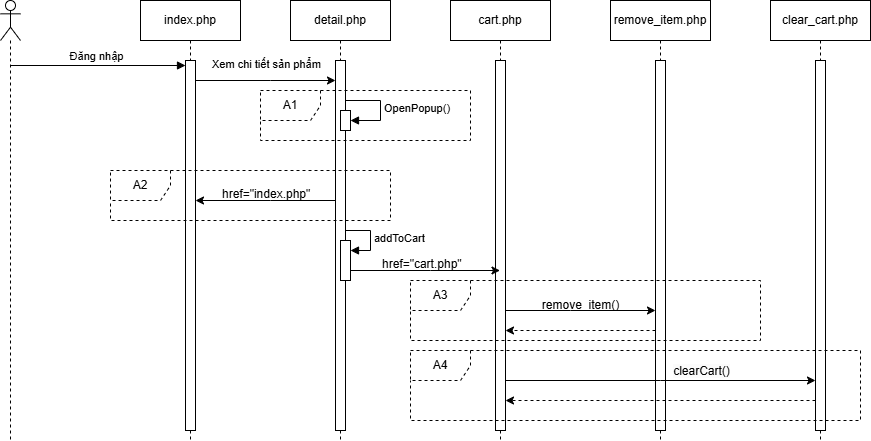 index.php
detail.php
cart.php
remove_item.php
clear_cart.php
Đăng nhập
Xem chi tiết sản phẩm
A1
OpenPopup()
A2
href="index.php"
addToCart
href="cart.php"
A3
remove_item()
A4
clearCart()